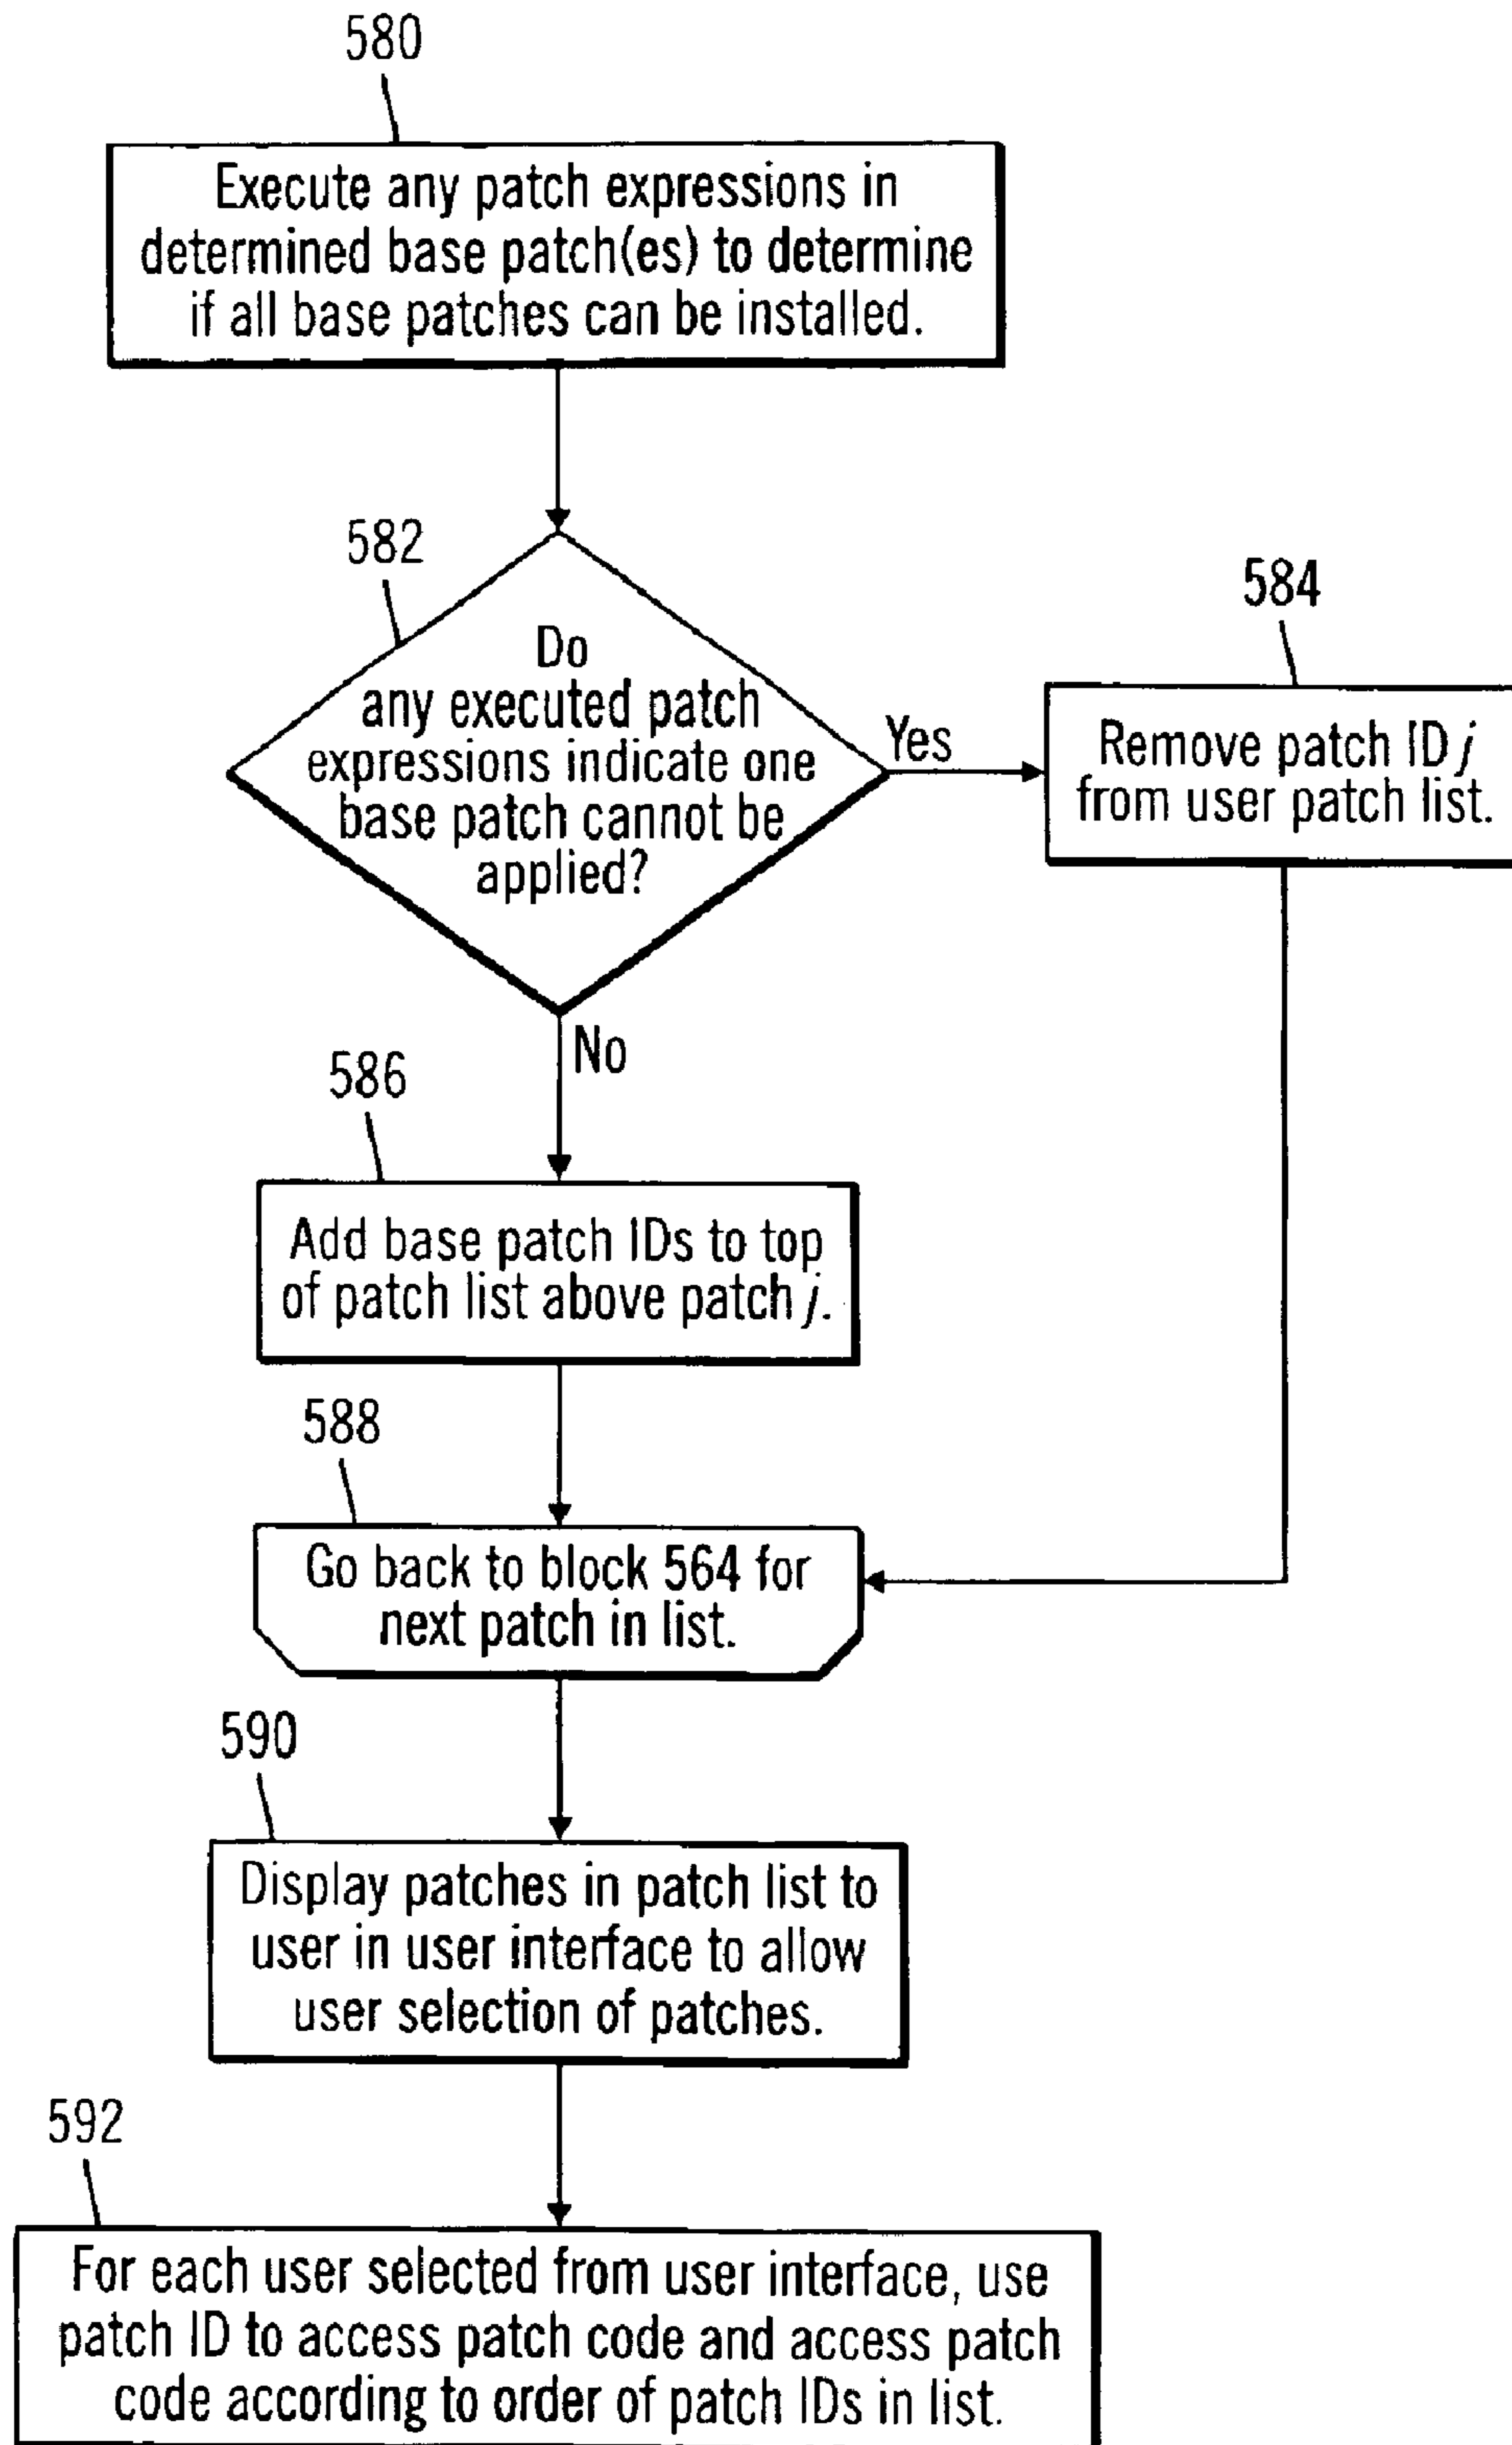 580
Execute any patch expressions in
determined base patch(es) to determine
if all base patches can be installed.
582
Do
any executed patch
expressions indicate one
base patch cannot be
applied?
Yes
584
Remove patch ID j
from user patch list.
No
586
Add base patch IDs to top
of patch list above patch j.
588
Go back to block 564 for
next patch in list.
590
Display patches in patch list to
user in user interface to allow
user selection of patches.
592
For each user selected from user interface, use
patch ID to access patch code and access patch
code according to order of patch IDs in list.